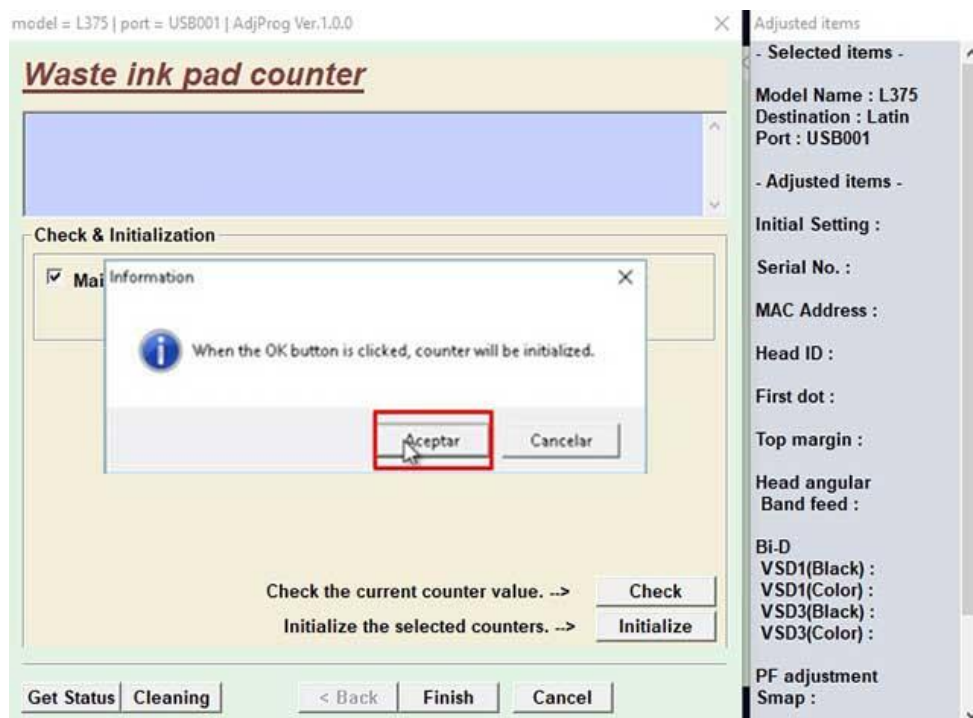 model = L375 | port = USB001 | AdjProg Ver.1.0.0
Waste ink pad counter
Check & Initialization
Mai
Information
When the OK button is clicked, counter will be initialized.
Aceptar
Cancelar
Check the current counter value. -->
Check
Initialize the selected counters. -->
Initialize
Get Status
Cleaning
< Back
Finish
Cancel
Adjusted items
- Selected items -
Model Name : L375
Destination : Latin
Port : USB001
- Adjusted items -
Initial Setting :
Serial No. :
MAC Address :
Head ID :
First dot :
Top margin :
Head angular
Band feed :
Bi-D
VSD1(Black) :
VSD1(Color) :
VSD3(Black) :
VSD3(Color) :
PF adjustment
Smap :